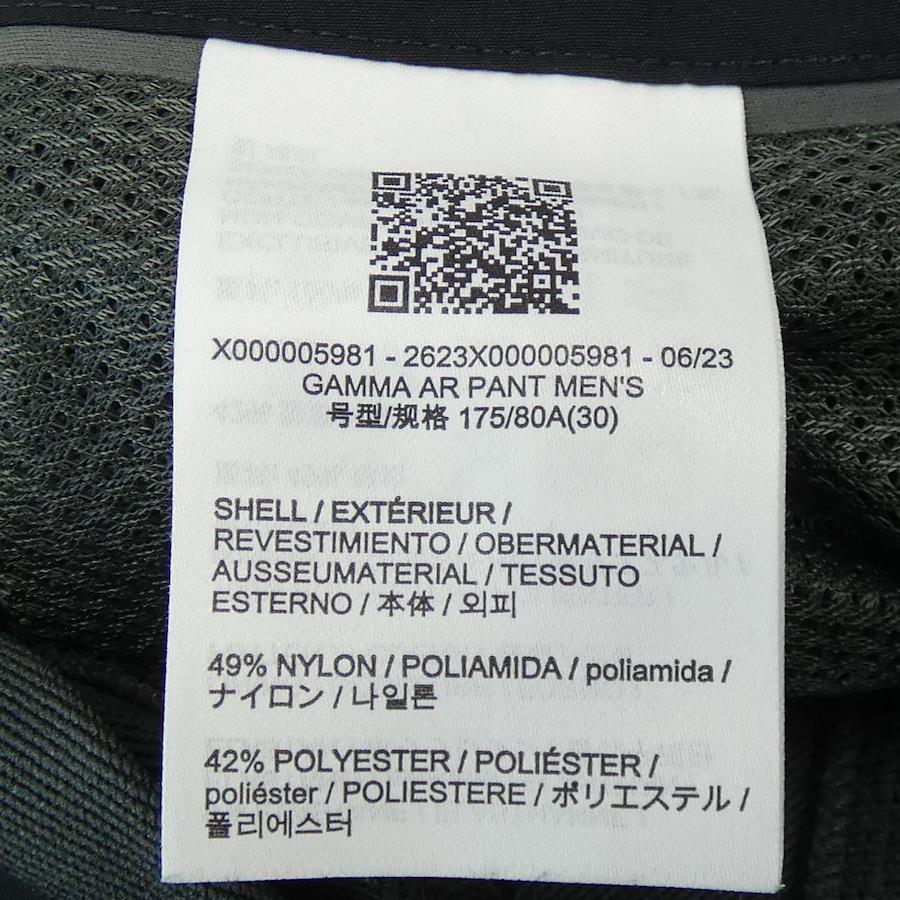 X000005981 - 2623X000005981 - 06/23
GAMMA AR PANT MEN'S
号型/规格 175/80A(30)
SHELL / EXTÉRIEUR /
REVESTIMIENTO / OBERMATERIAL /
AUSSEUMATERIAL / TESSUTO
ESTERNO / 本体 / 외피
49% NYLON / POLIAMIDA / poliamida /
ナイロン / 나일론
42% POLYESTER / POLIÉSTER /
poliéster / POLIESTERE / ポリエステル /
폴리에스터